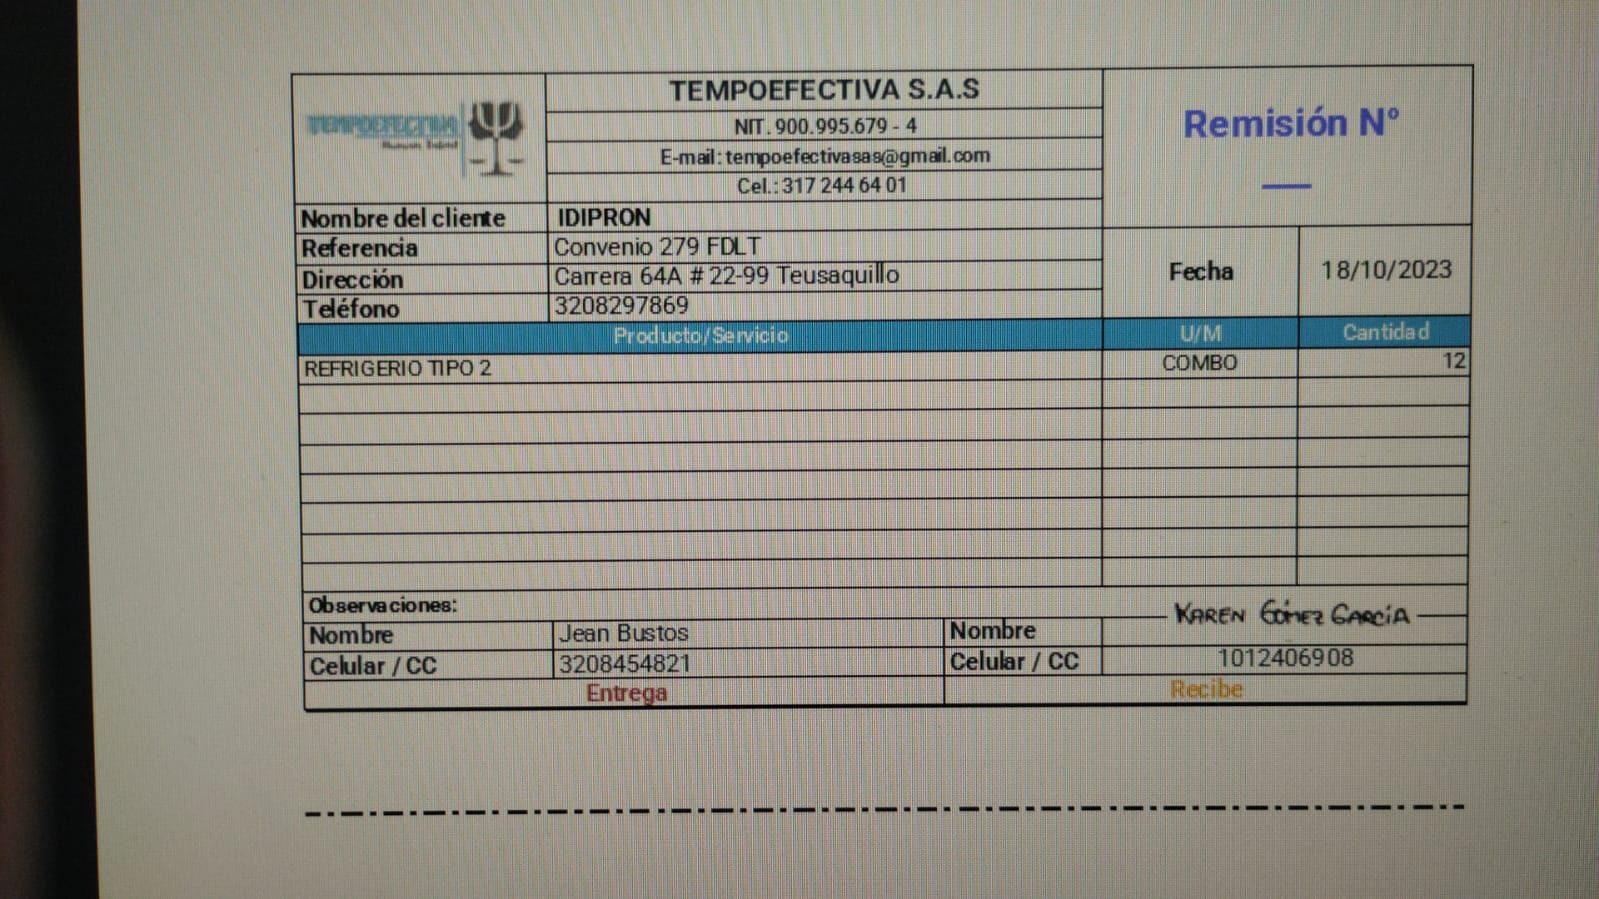 TEMPOEFECTIVA
TEMPOEFECTIVA S.A.S
NIT. 900.995.679 - 4
E-mail: tempoefectivasas@gmail.com
Cel.: 317 244 64 01
Remisión N°
Nombre del cliente IDIPRON
Referencia Convenio 279 FDLT
Dirección Carrera 64A # 22-99 Teusaquillo
Teléfono 3208297869
Fecha 18/10/2023
Producto/Servicio U/M Cantidad
REFRIGERIO TIPO 2 COMBO 12
Observaciones:
Nombre Jean Bustos Nombre KAREN GÓMEZ GARCÍA
Celular / CC 3208454821 Celular / CC 1012406908
Entrega Recibe